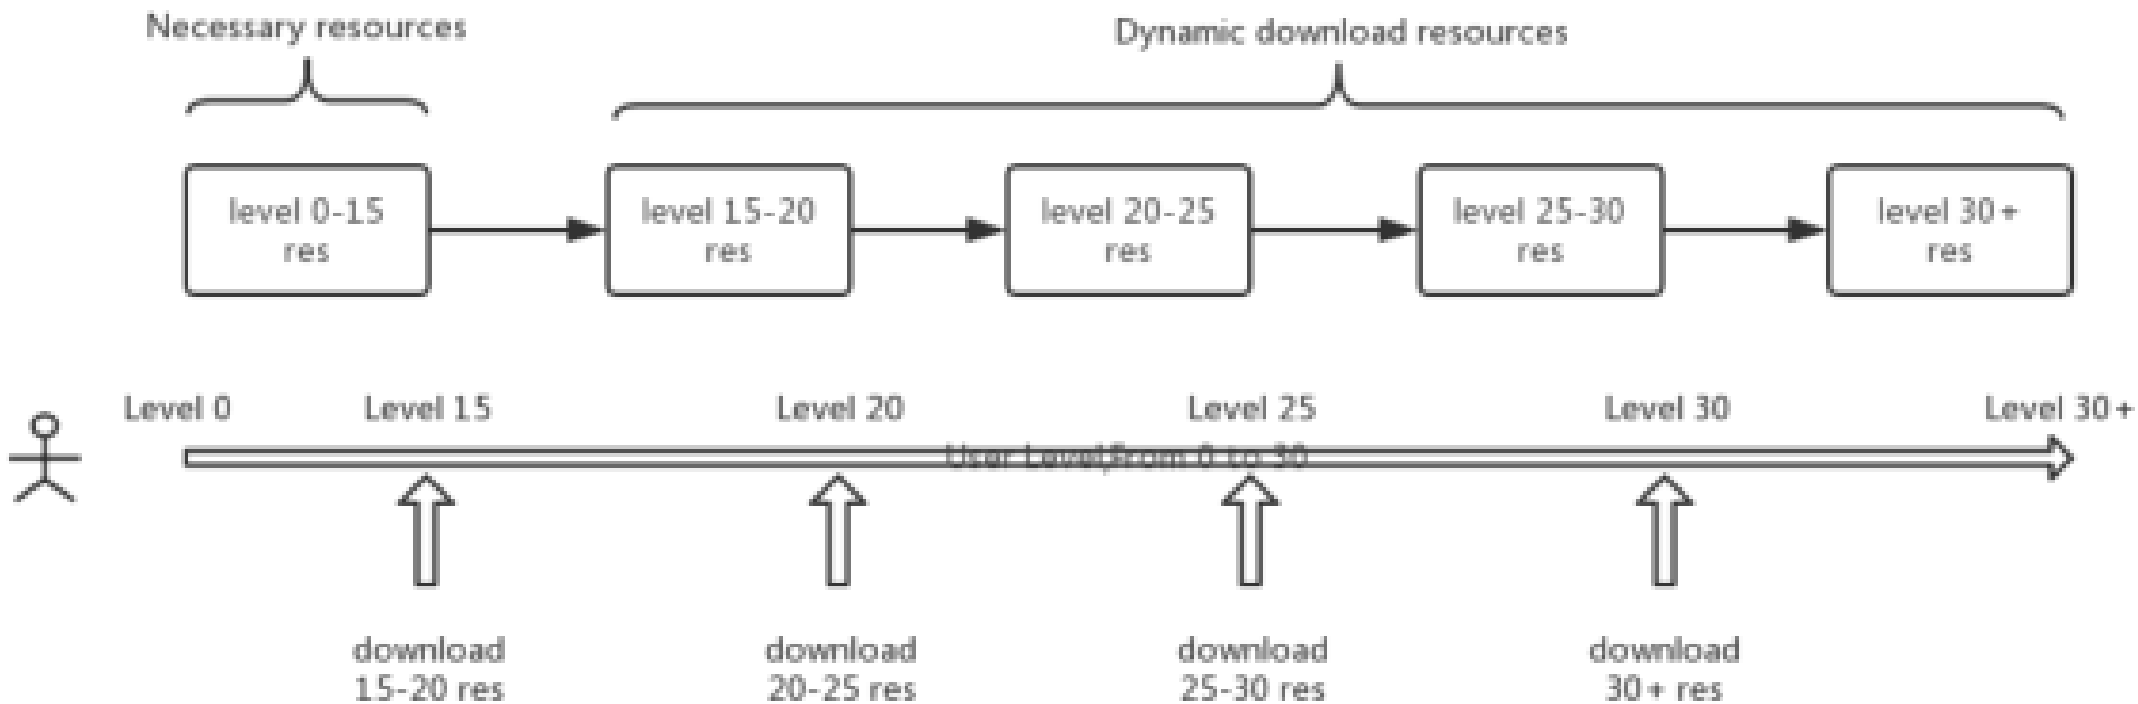 Necessary resources
Dynamic download resources
level 0-15
res
level 15-20
res
level 20-25
res
level 25-30
res
level 30+
res
Level 0
Level 15
Level 20
Level 25
Level 30
Level 30+
User Level,From 0 to 30
download
15-20 res
download
20-25 res
download
25-30 res
download
30+ res